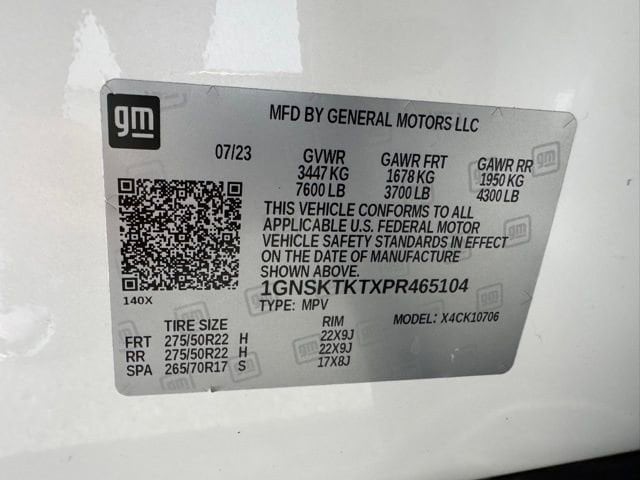 gm
MFD BY GENERAL MOTORS LLC
07/23 GVWR GAWR FRT GAWR RR
3447 KG 1678 KG 1950 KG
7600 LB 3700 LB 4300 LB
THIS VEHICLE CONFORMS TO ALL
APPLICABLE U.S. FEDERAL MOTOR
VEHICLE SAFETY STANDARDS IN EFFECT
ON THE DATE OF MANUFACTURE
SHOWN ABOVE.
1GNSKTKTXPR465104
140X TYPE: MPV
TIRE SIZE RIM MODEL: X4CK10706
FRT 275/50R22 H 22X9J
RR 275/50R22 H 22X9J
SPA 265/70R17 S 17X8J